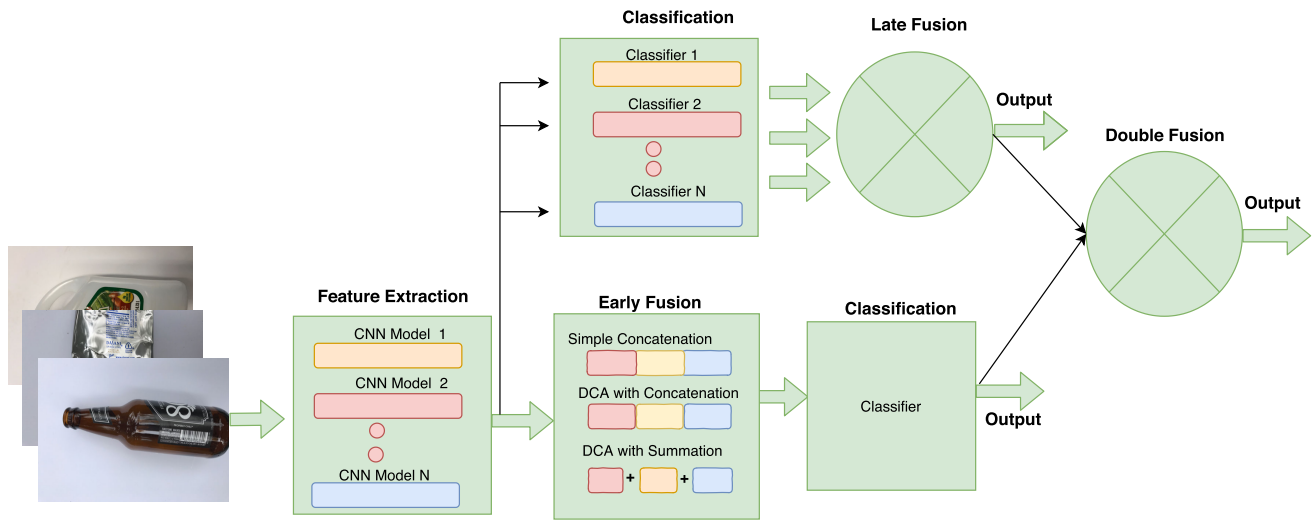 Classification
Classifier 1
Classifier 2
Classifier N
Late Fusion
Output
Double Fusion
Output
Feature Extraction
CNN Model 1
CNN Model 2
CNN Model N
Early Fusion
Simple Concatenation
DCA with Concatenation
DCA with Summation
+ +
Classification
Classifier
Output
8